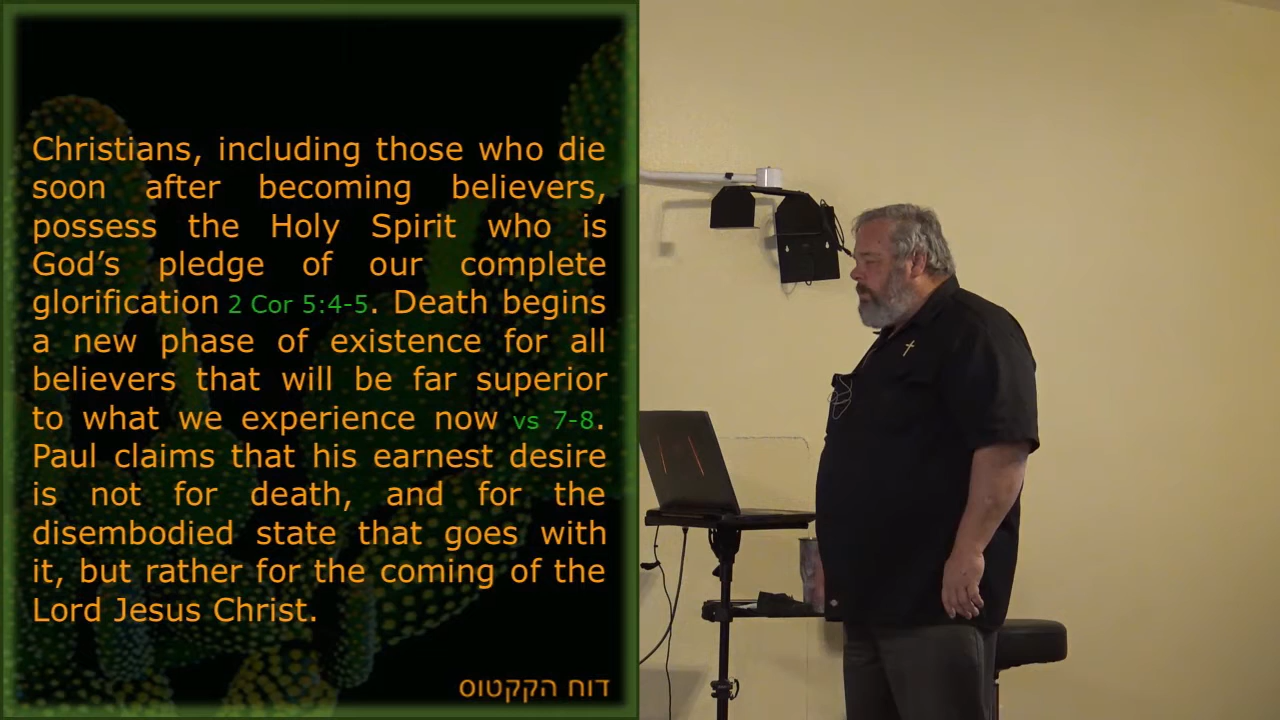 Christians, including those who die
soon after becoming believers,
possess the Holy Spirit who is
God’s pledge of our complete
glorification 2 Cor 5:4-5. Death begins
a new phase of existence for all
believers that will be far superior
to what we experience now vs 7-8.
Paul claims that his earnest desire
is not for death, and for the
disembodied state that goes with
it, but rather for the coming of the
Lord Jesus Christ.
דוח הקקטוס